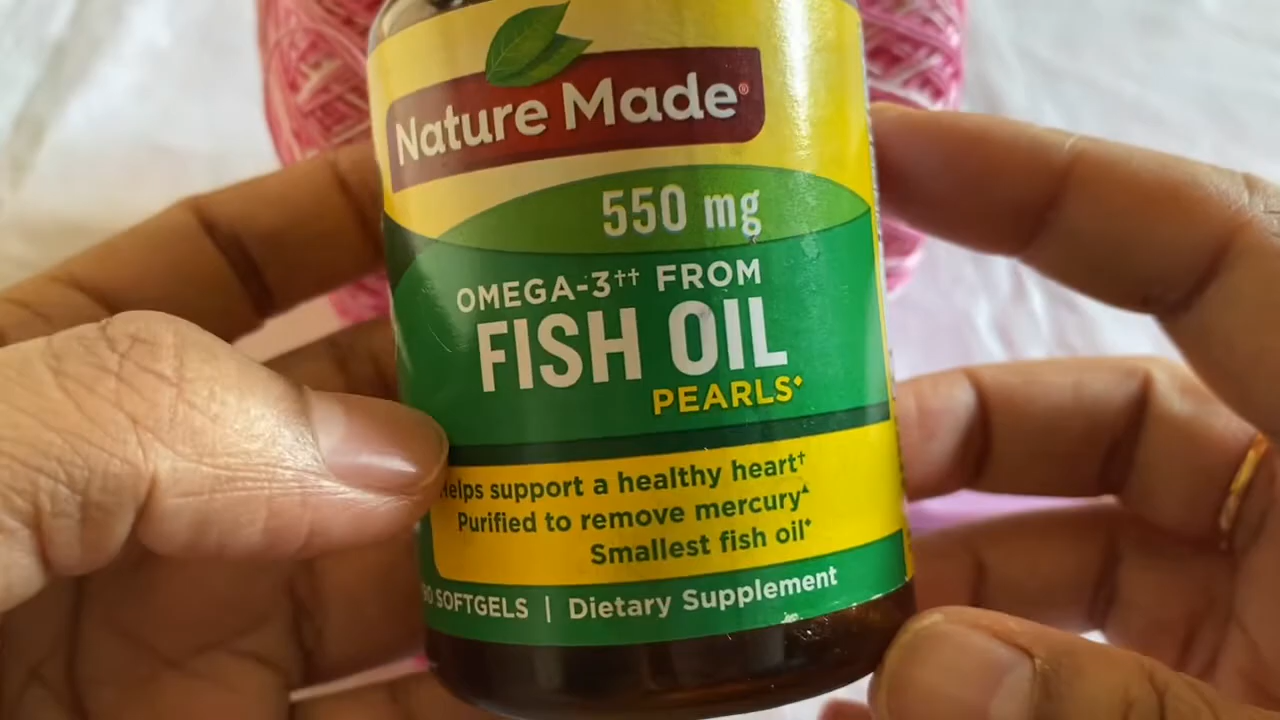 Nature Made®
550 mg
OMEGA-3†† FROM
FISH OIL
PEARLS♦
Helps support a healthy heart†
Purified to remove mercury▲
Smallest fish oil♦
SOFTGELS | Dietary Supplement